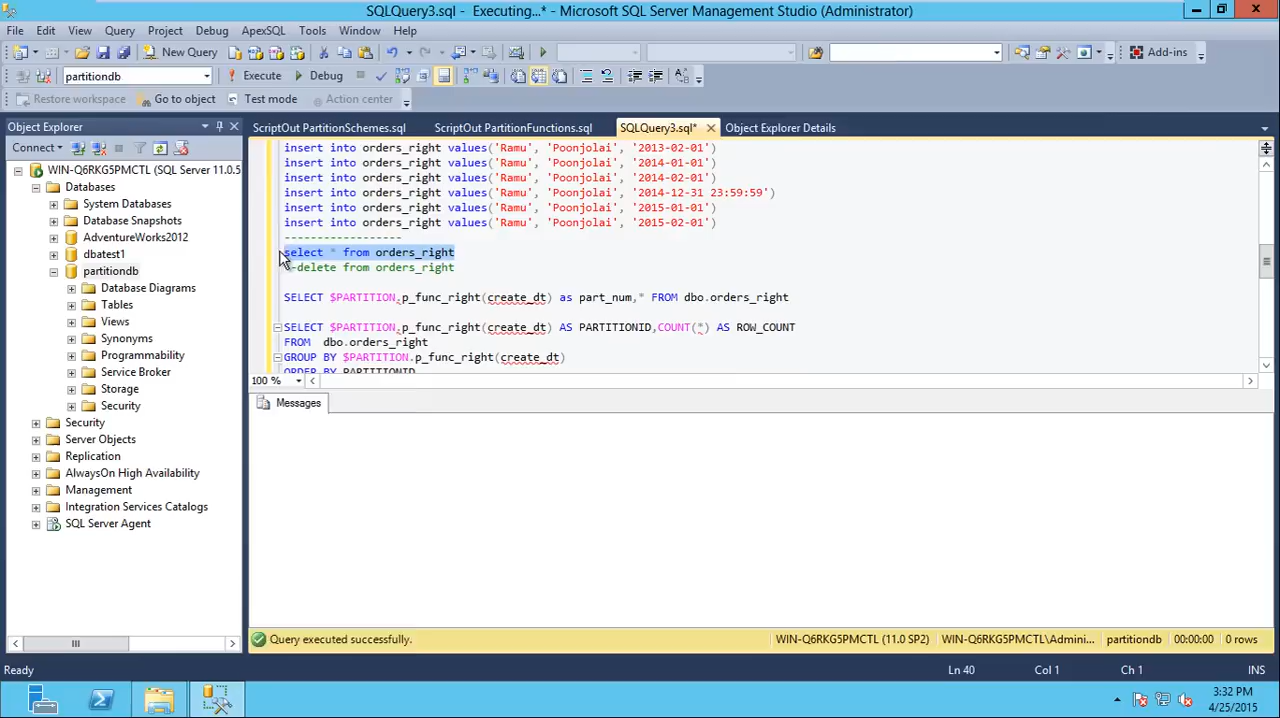 SQLQuery3.sql - Executing...* - Microsoft SQL Server Management Studio (Administrator)
File Edit View Query Project Debug ApexSQL Tools Window Help
New Query
Add-ins
partitiondb Execute Debug
Restore workspace Go to object Test mode Action center
Object Explorer
ScriptOut PartitionSchemes.sql ScriptOut PartitionFunctions.sql SQLQuery3.sql* Object Explorer Details
Connect
WIN-Q6RKG5PMCTL (SQL Server 11.0.5
Databases
System Databases
Database Snapshots
AdventureWorks2012
dbatest1
partitiondb
Database Diagrams
Tables
Views
Synonyms
Programmability
Service Broker
Storage
Security
Security
Server Objects
Replication
AlwaysOn High Availability
Management
Integration Services Catalogs
SQL Server Agent
insert into orders_right values('Ramu', 'Poonjolai', '2013-02-01')
insert into orders_right values('Ramu', 'Poonjolai', '2014-01-01')
insert into orders_right values('Ramu', 'Poonjolai', '2014-02-01')
insert into orders_right values('Ramu', 'Poonjolai', '2014-12-31 23:59:59')
insert into orders_right values('Ramu', 'Poonjolai', '2015-01-01')
insert into orders_right values('Ramu', 'Poonjolai', '2015-02-01')
------------------
select * from orders_right
-delete from orders_right
SELECT $PARTITION.p_func_right(create_dt) as part_num,* FROM dbo.orders_right
SELECT $PARTITION.p_func_right(create_dt) AS PARTITIONID,COUNT(*) AS ROW_COUNT
FROM dbo.orders_right
GROUP BY $PARTITION.p_func_right(create_dt)
ORDER BY PARTITIONID
100 %
Messages
Query executed successfully. WIN-Q6RKG5PMCTL (11.0 SP2) WIN-Q6RKG5PMCTL\Admini... partitiondb 00:00:00 0 rows
Ready Ln 40 Col 1 Ch 1 INS
3:32 PM
4/25/2015